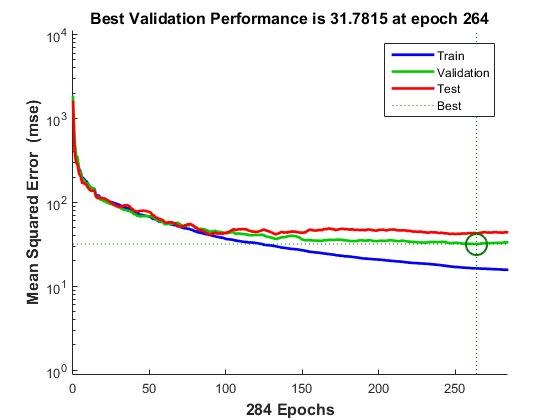 Best Validation Performance is 31.7815 at epoch 264
Mean Squared Error (mse)
10^4
10^3
10^2
10^1
10^0
Train
Validation
Test
Best
0 50 100 150 200 250
284 Epochs